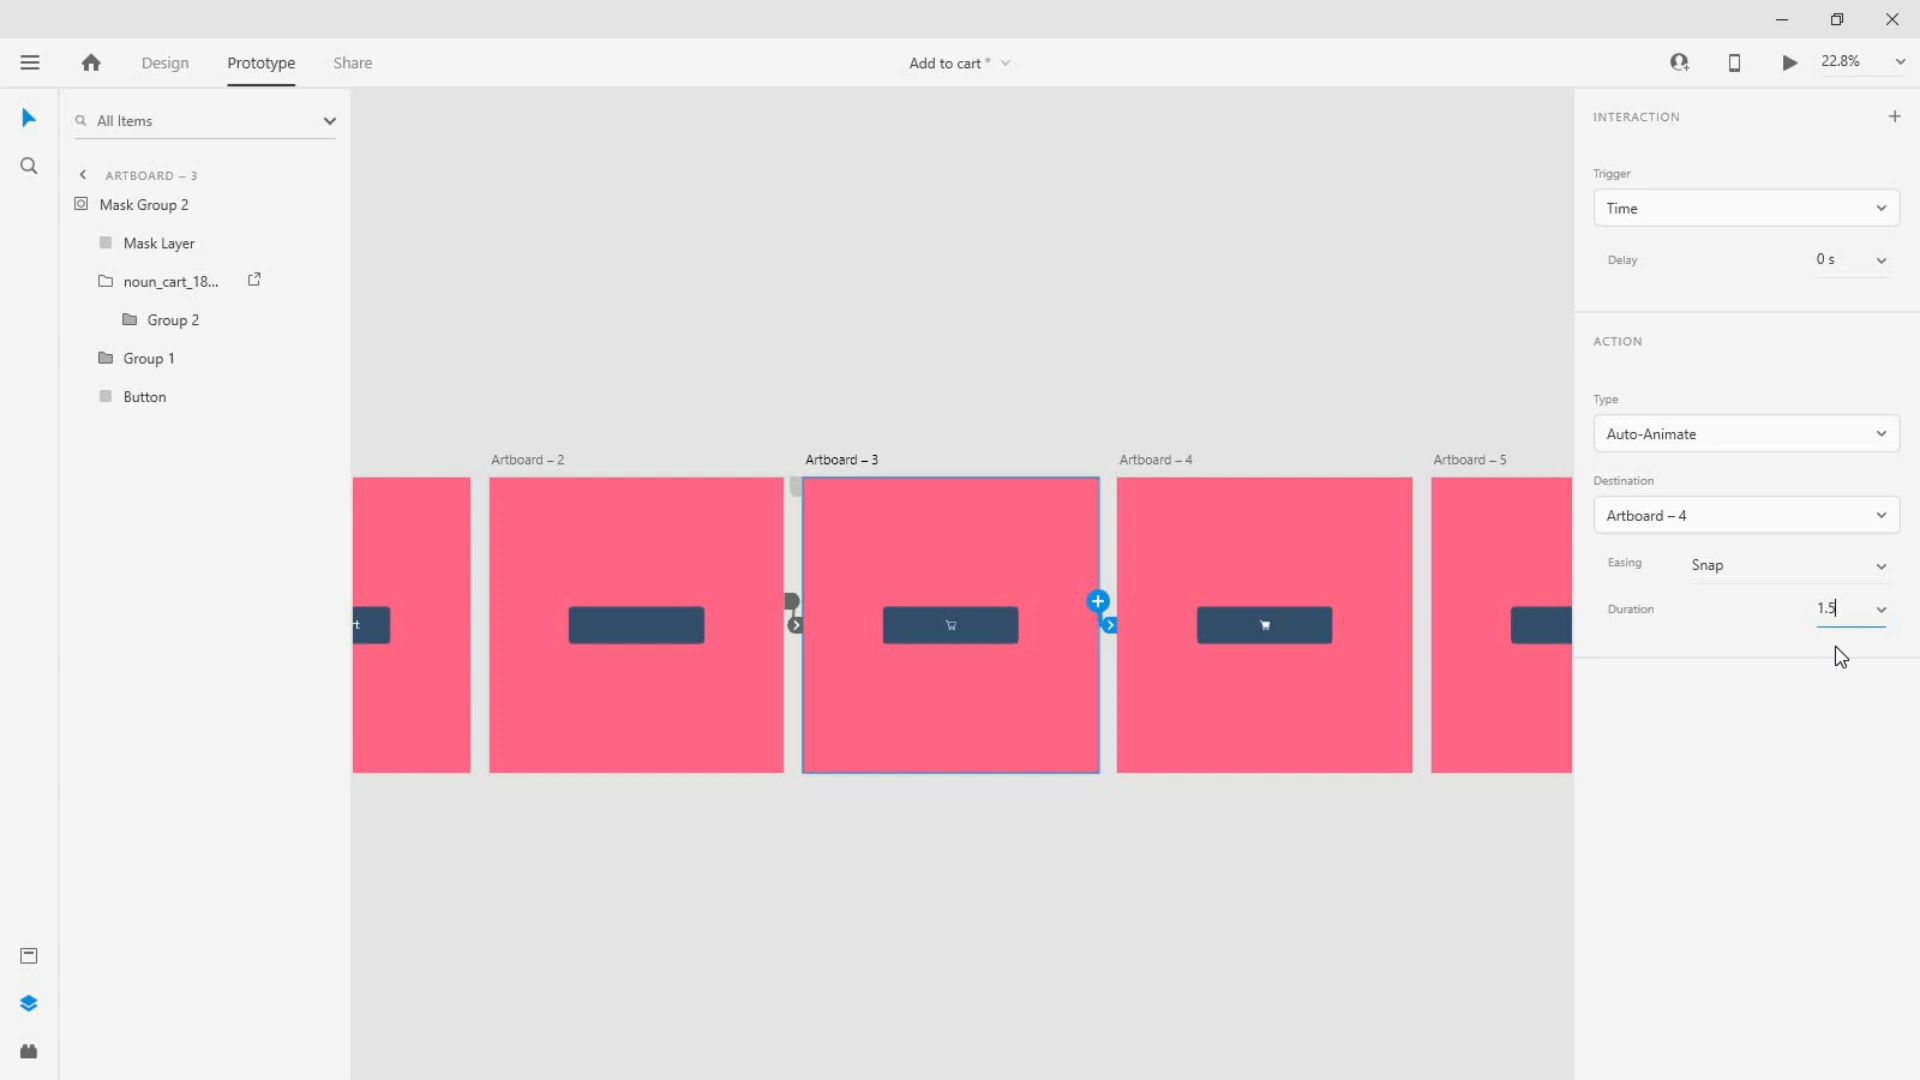 Design
Prototype
Share
Add to cart *
22.8%
All Items
ARTBOARD – 3
Mask Group 2
Mask Layer
noun_cart_18...
Group 2
Group 1
Button
Artboard – 2
Artboard – 3
Artboard – 4
Artboard – 5
t
INTERACTION
Trigger
Time
Delay
0 s
ACTION
Type
Auto-Animate
Destination
Artboard – 4
Easing
Snap
Duration
1.5